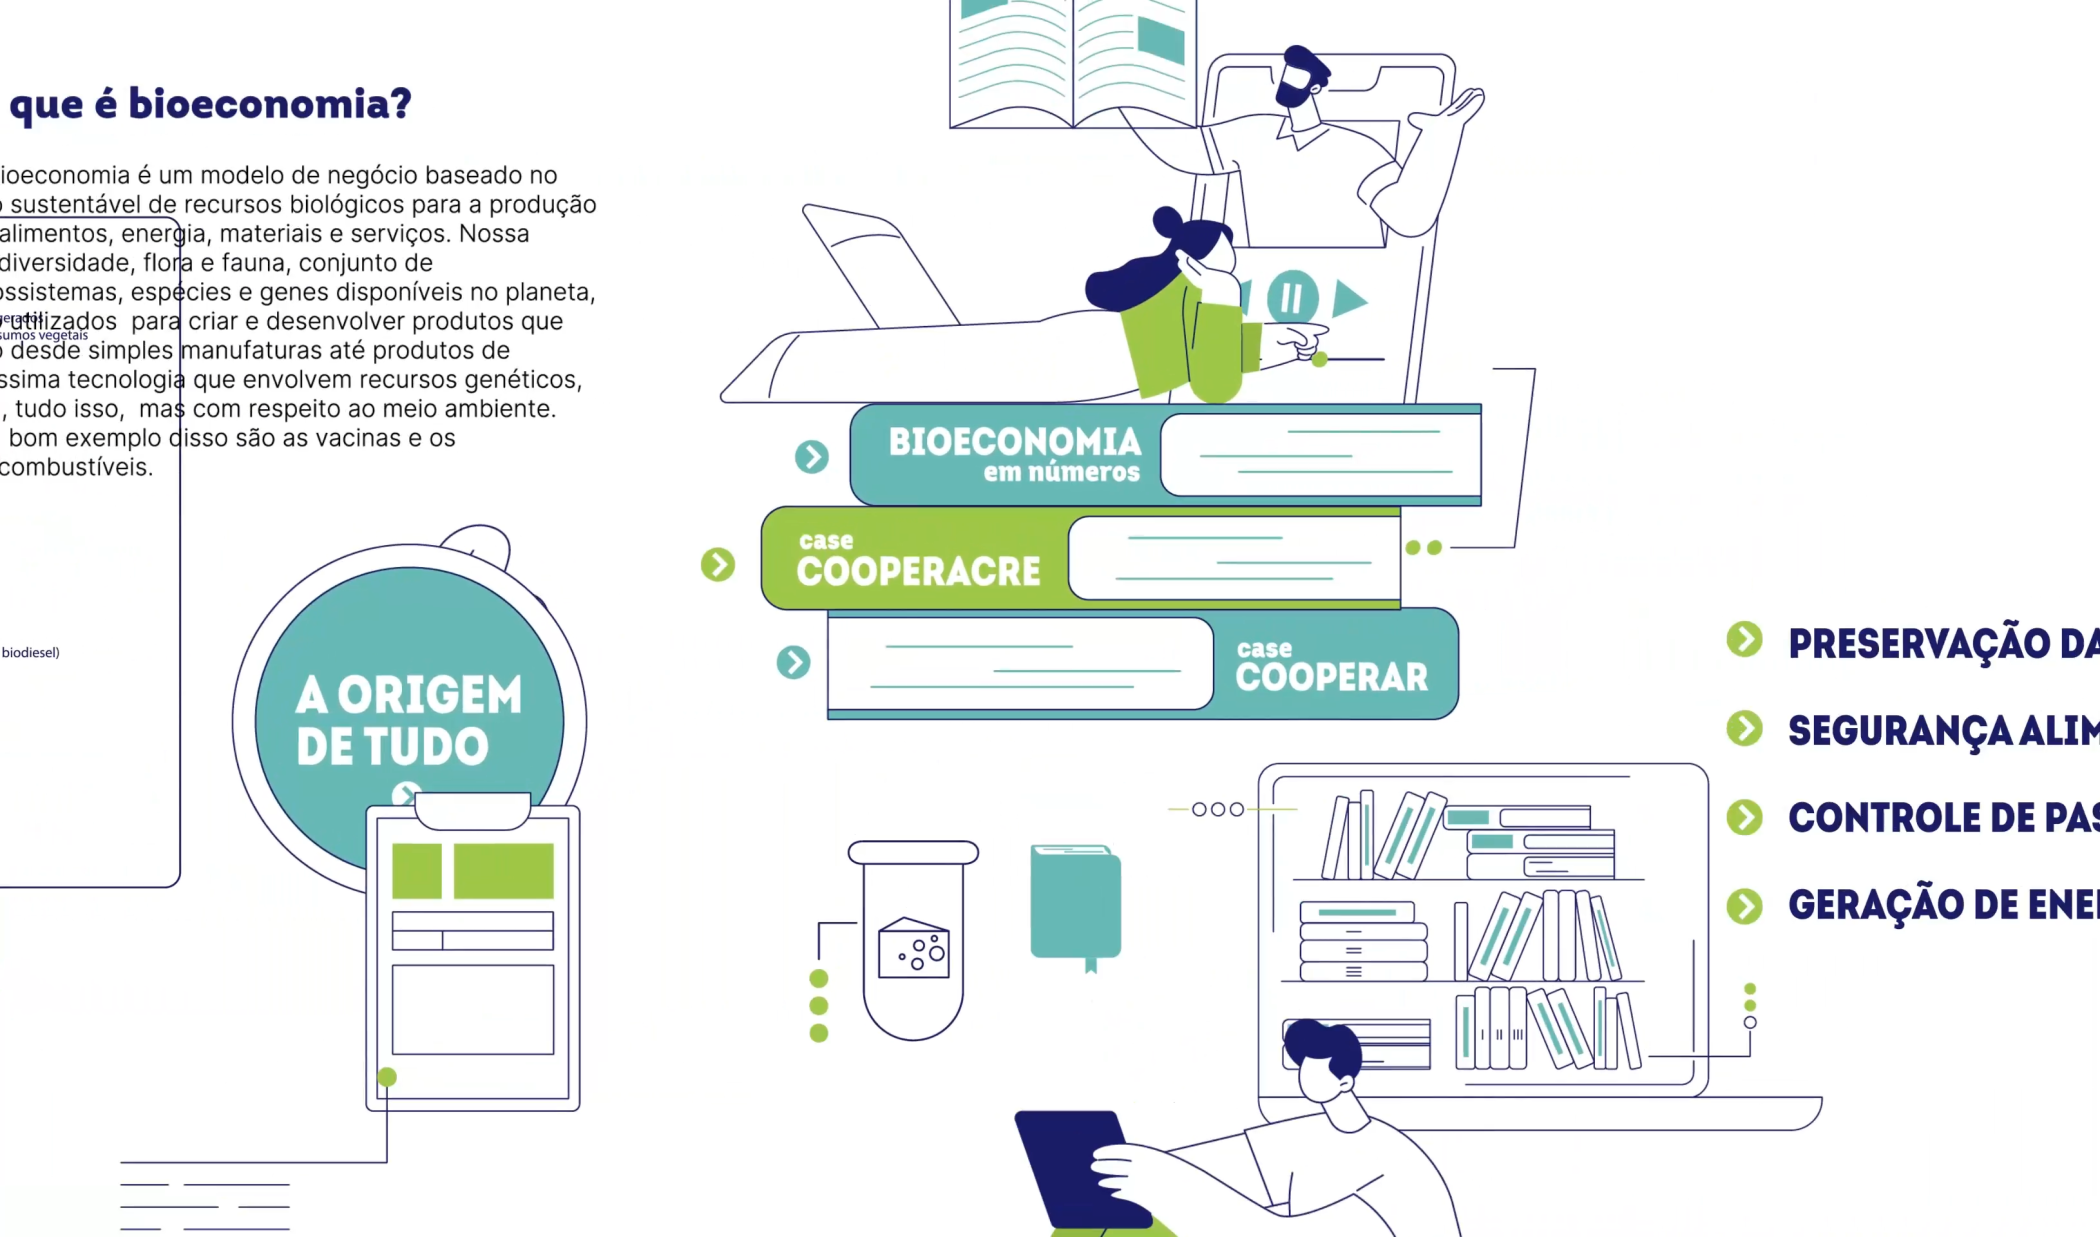 que é bioeconomia?
ioeconomia é um modelo de negócio baseado no
o sustentável de recursos biológicos para a produção
alimentos, energia, materiais e serviços. Nossa
diversidade, flora e fauna, conjunto de
ossistemas, espécies e genes disponíveis no planeta,
o utilizados para criar e desenvolver produtos que
o desde simples manufaturas até produtos de
íssima tecnologia que envolvem recursos genéticos,
, tudo isso, mas com respeito ao meio ambiente.
bom exemplo disso são as vacinas e os
combustíveis.
gerados
sumos vegetais
biodiesel)
A ORIGEM
DE TUDO
BIOECONOMIA
em números
case
COOPERACRE
case
COOPERAR
PRESERVAÇÃO DA
SEGURANÇA ALIM
CONTROLE DE PAS
GERAÇÃO DE ENE